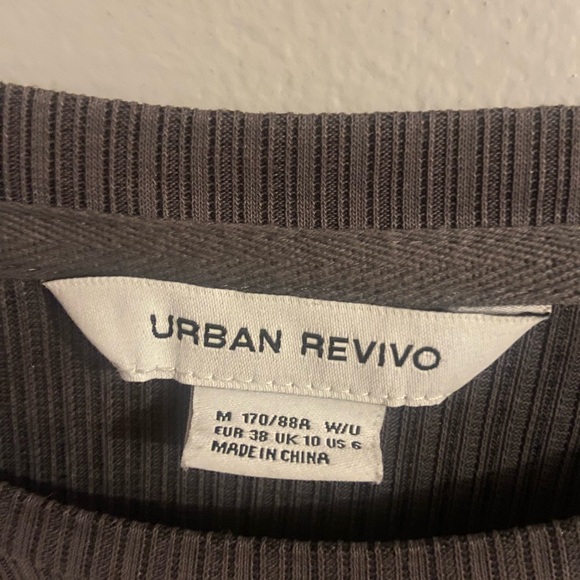 URBAN REVIVO
M 170/88A W/U
EUR 38 UK 10 US 6
MADE IN CHINA